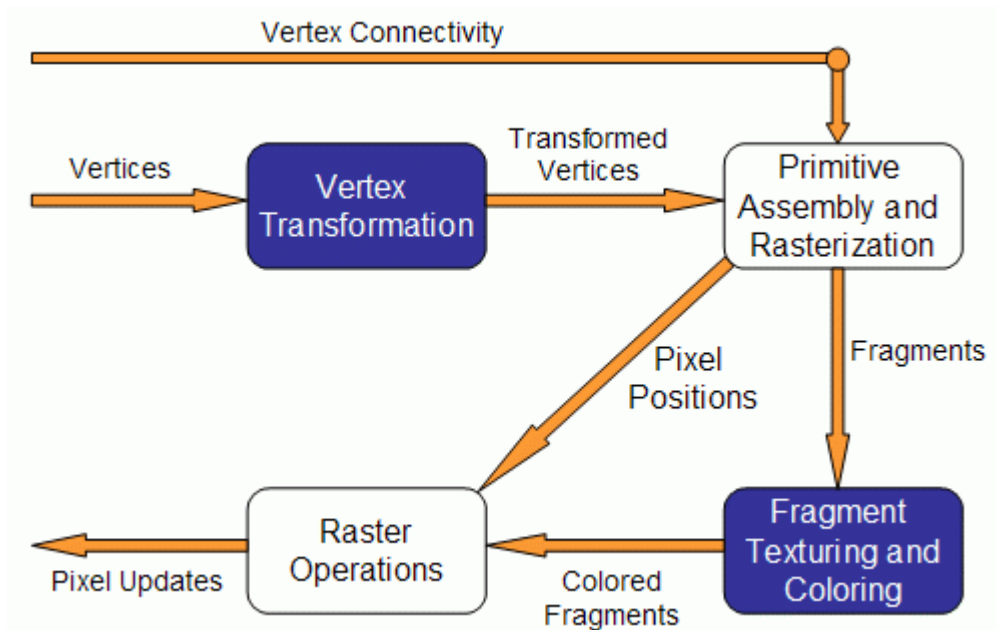 Vertex Connectivity
Vertices
Vertex
Transformation
Transformed
Vertices
Primitive
Assembly and
Rasterization
Pixel
Positions
Fragments
Fragment
Texturing and
Coloring
Colored
Fragments
Raster
Operations
Pixel Updates